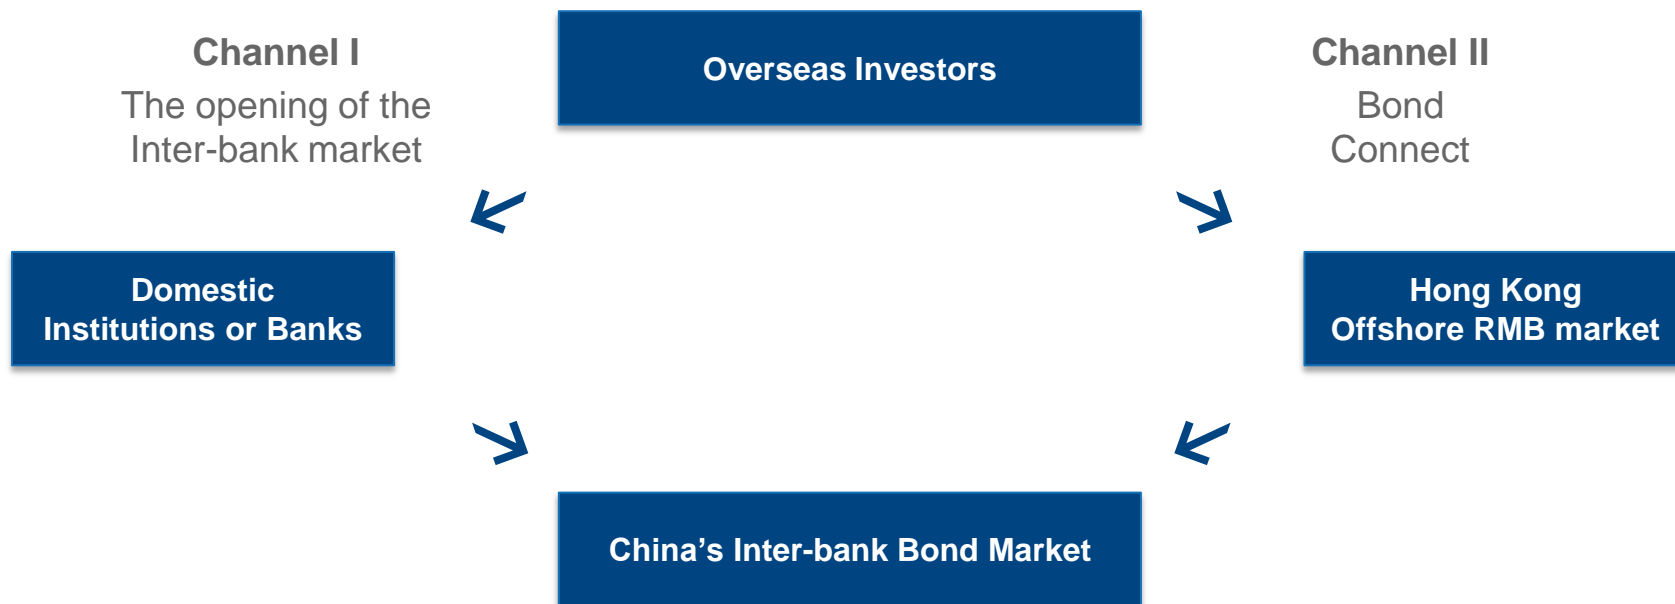 Channel I
The opening of the
Inter-bank market
Overseas Investors
Channel II
Bond
Connect
Domestic
Institutions or Banks
Hong Kong
Offshore RMB market
China’s Inter-bank Bond Market